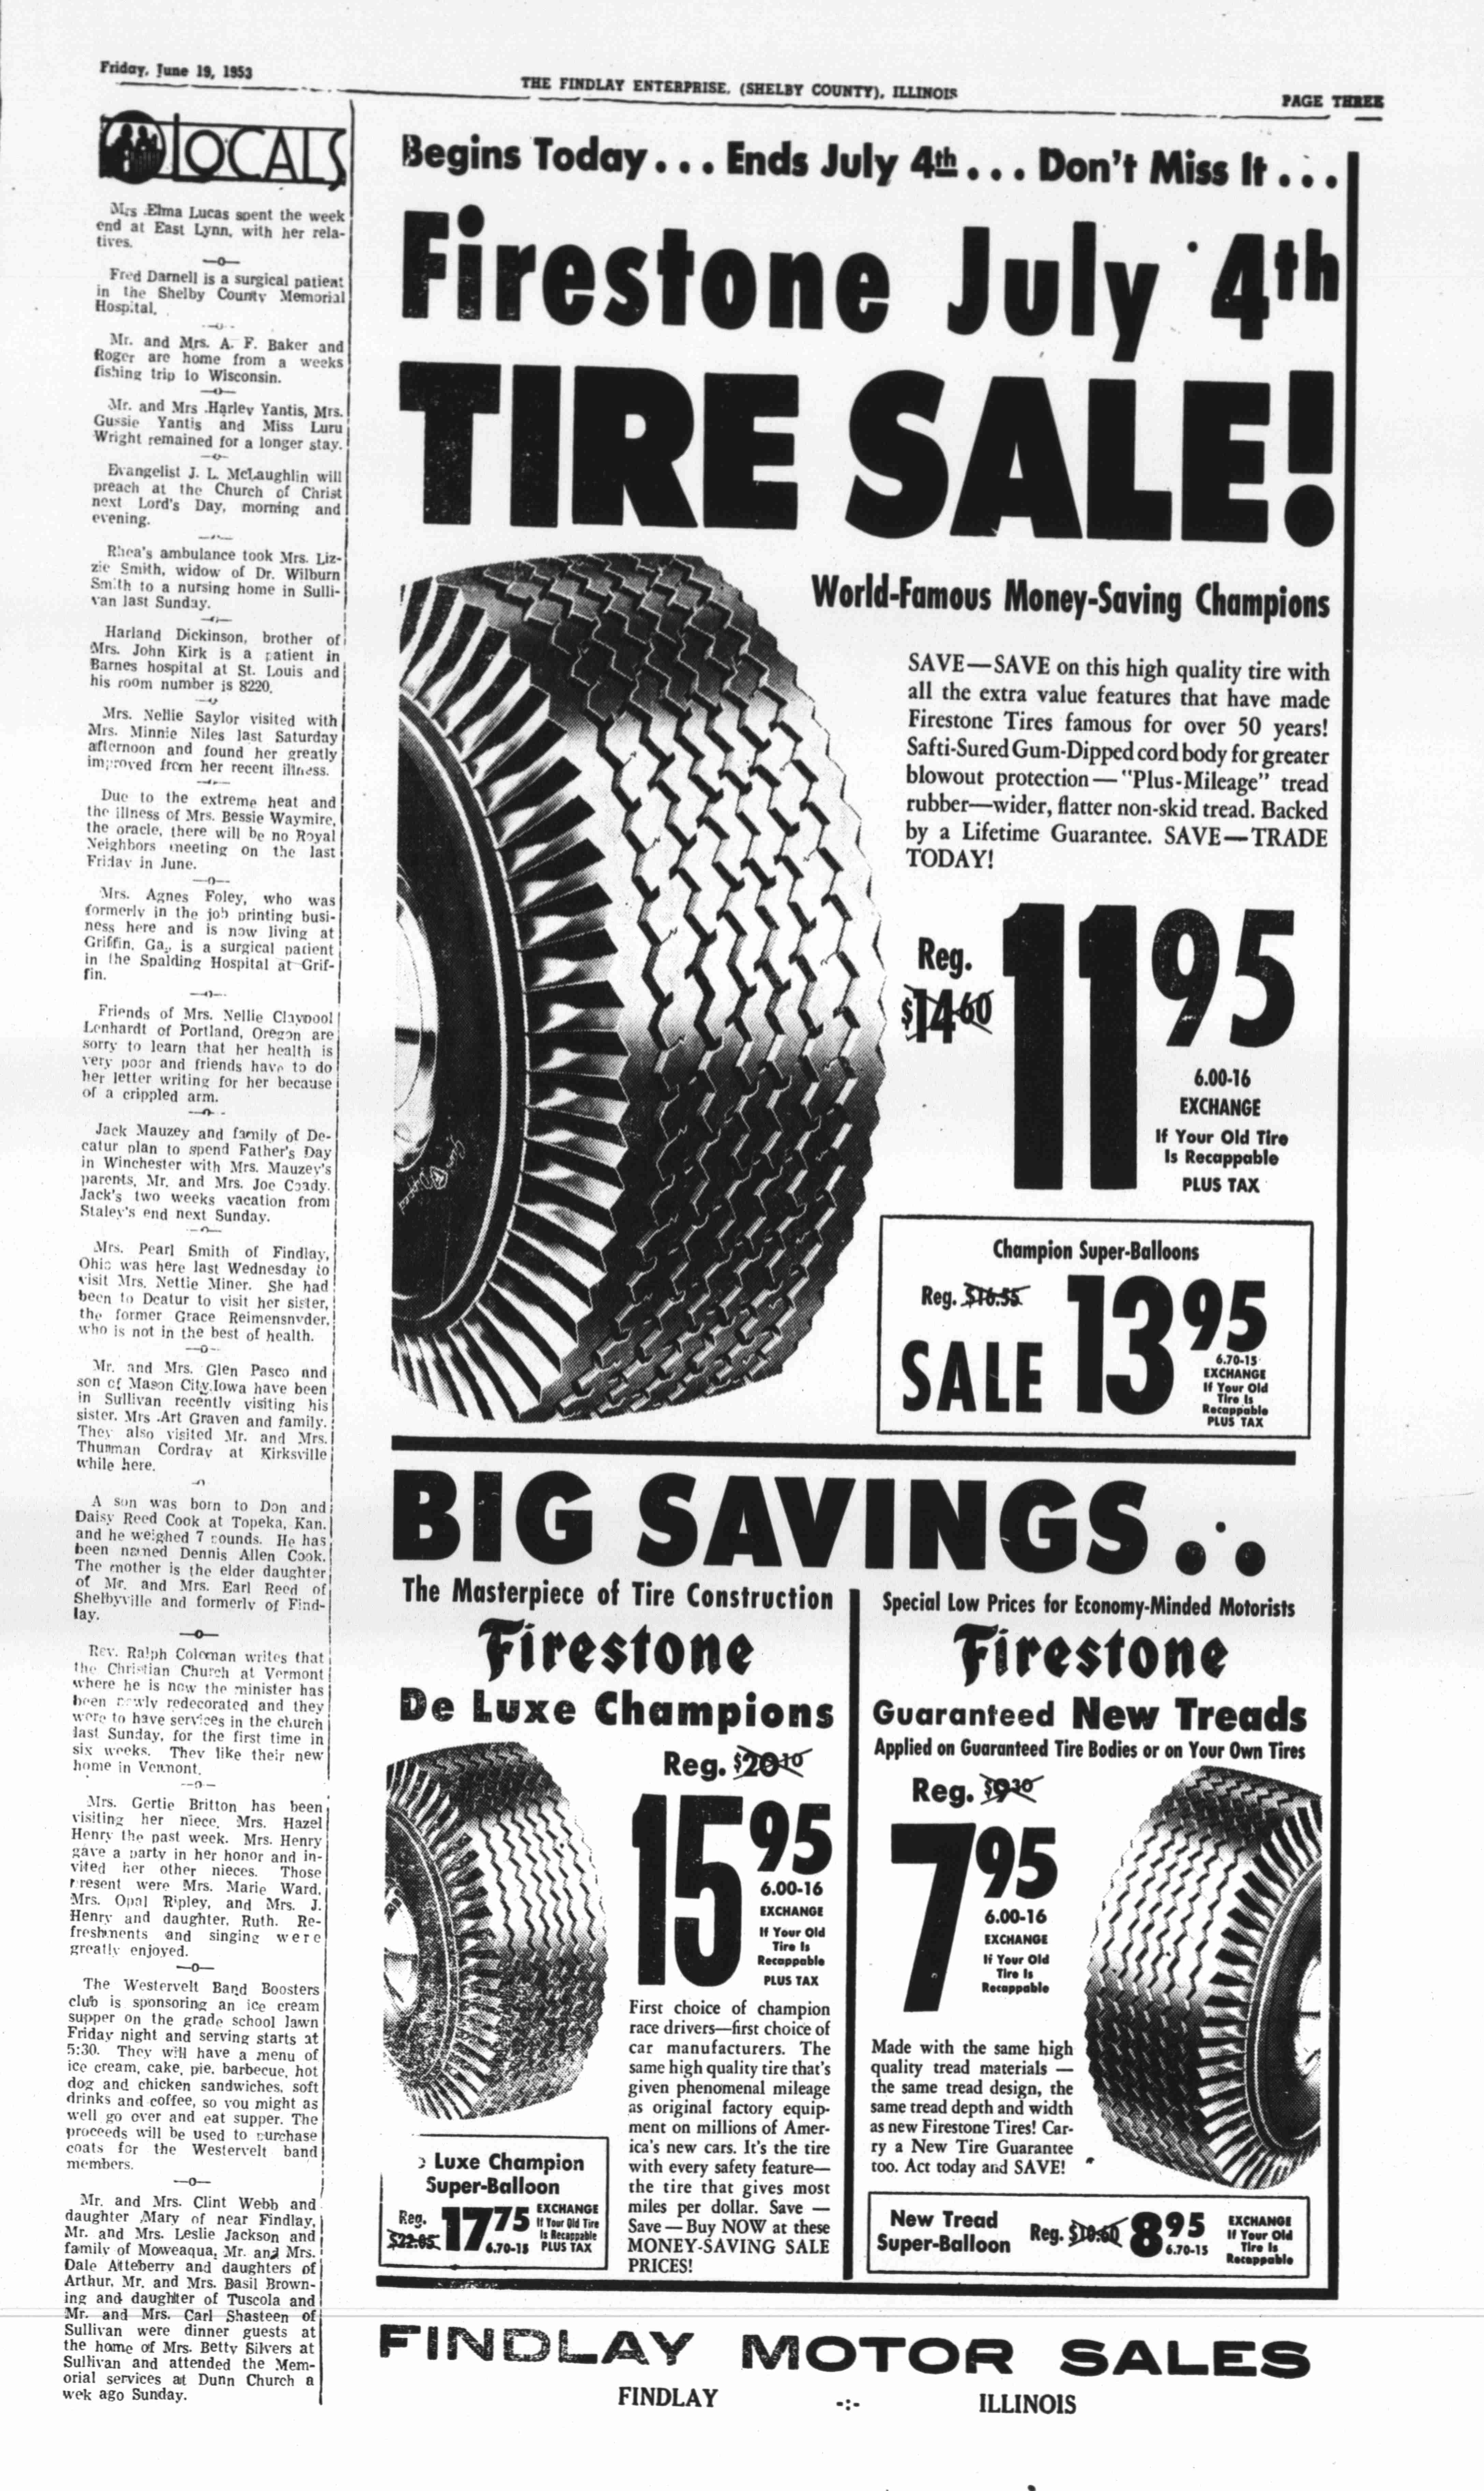 Friday, June 19, 1953
THE FINDLAY ENTERPRISE, (SHELBY COUNTY), ILLINOIS
PAGE THREE
LOCALS
Mrs .Elma Lucas spent the week
end at East Lynn, with her rela-
tives.
—o—
Fred Darnell is a surgical patient
in the Shelby County Memorial
Hospital.
—o—
Mr. and Mrs. A. F. Baker and
Roger are home from a weeks
fishing trip to Wisconsin.
—o—
Mr. and Mrs .Harley Yantis, Mrs.
Gussie Yantis and Miss Luru
Wright remained for a longer stay.
—o—
Evangelist J. L. McLaughlin will
preach at the Church of Christ
next Lord's Day, morning and
evening.
—o—
Rhea's ambulance took Mrs. Liz-
zie Smith, widow of Dr. Wilburn
Smith to a nursing home in Sulli-
van last Sunday.
—o—
Harland Dickinson, brother of
Mrs. John Kirk is a patient in
Barnes hospital at St. Louis and
his room number is 8220.
—o—
Mrs. Nellie Saylor visited with
Mrs. Minnie Niles last Saturday
afternoon and found her greatly
improved from her recent illness.
—o—
Due to the extreme heat and
the illness of Mrs. Bessie Waymire,
the oracle, there will be no Royal
Neighbors meeting on the last
Friday in June.
—o—
Mrs. Agnes Foley, who was
formerly in the job printing busi-
ness here and is now living at
Griffin, Ga., is a surgical patient
in the Spalding Hospital at Grif-
fin.
—o—
Friends of Mrs. Nellie Claypool
Lenhardt of Portland, Oregon are
sorry to learn that her health is
very poor and friends have to do
her letter writing for her because
of a crippled arm.
—o—
Jack Mauzey and family of De-
catur plan to spend Father's Day
in Winchester with Mrs. Mauzey's
parents, Mr. and Mrs. Joe Coady.
Jack's two weeks vacation from
Staley's end next Sunday.
—o—
Mrs. Pearl Smith of Findlay,
Ohio was here last Wednesday to
visit Mrs. Nettie Miner. She had
been to Dcatur to visit her sister,
the former Grace Reimensnyder,
who is not in the best of health.
—o—
Mr. and Mrs. Glen Pasco and
son of Mason City,Iowa have been
in Sullivan recently visiting his
sister, Mrs .Art Graven and family.
They also visited Mr. and Mrs.
Thurman Cordray at Kirksville
while here.
—o
A son was born to Don and
Daisy Reed Cook at Topeka, Kan.
and he weighed 7 pounds. He has
been named Dennis Allen Cook.
The mother is the elder daughter
of Mr. and Mrs. Earl Reed of
Shelbyville and formerly of Find-
lay.
—o—
Rev. Ralph Coleman writes that
the Christian Church at Vermont
where he is now the minister has
been newly redecorated and they
were to have services in the church
last Sunday, for the first time in
six weeks. They like their new
home in Vermont.
—o—
Mrs. Gertie Britton has been
visiting her niece, Mrs. Hazel
Henry the past week. Mrs. Henry
gave a party in her honor and in-
vited her other nieces. Those
present were Mrs. Marie Ward,
Mrs. Opal Ripley, and Mrs. J.
Henry and daughter, Ruth. Re-
freshments and singing were
greatly enjoyed.
—o—
The Westervelt Band Boosters
club is sponsoring an ice cream
supper on the grade school lawn
Friday night and serving starts at
5:30. They will have a menu of
ice cream, cake, pie, barbecue, hot
dog and chicken sandwiches, soft
drinks and coffee, so you might as
well go over and eat supper. The
proceeds will be used to purchase
coats for the Westervelt band
members.
—o—
Mr. and Mrs. Clint Webb and
daughter Mary of near Findlay,
Mr. and Mrs. Leslie Jackson and
family of Moweaqua, Mr. and Mrs.
Dale Atteberry and daughters of
Arthur, Mr. and Mrs. Basil Brown-
ing and daughter of Tuscola and
Mr. and Mrs. Carl Shasteen of
Sullivan were dinner guests at
the home of Mrs. Betty Silvers at
Sullivan and attended the Mem-
orial services at Dunn Church a
wek ago Sunday.
Begins Today . . . Ends July 4th . . . Don't Miss It . . .
Firestone July 4th
TIRE SALE!
World-Famous Money-Saving Champions
SAVE—SAVE on this high quality tire with
all the extra value features that have made
Firestone Tires famous for over 50 years!
Safti-Sured Gum-Dipped cord body for greater
blowout protection—"Plus-Mileage" tread
rubber—wider, flatter non-skid tread. Backed
by a Lifetime Guarantee. SAVE—TRADE
TODAY!
Reg.
$14 60
11 95
6.00-16
EXCHANGE
If Your Old Tire
Is Recappable
PLUS TAX
Gum Dipped
Champion Super-Balloons
Reg. $16.55
SALE 13 95
6.70-15
EXCHANGE
If Your Old
Tire Is
Recappable
PLUS TAX
BIG SAVINGS . . .
The Masterpiece of Tire Construction
Firestone
De Luxe Champions
Reg. $20 10
15 95
6.00-16
EXCHANGE
If Your Old
Tire Is
Recappable
PLUS TAX
First choice of champion
race drivers—first choice of
car manufacturers. The
same high quality tire that's
given phenomenal mileage
as original factory equip-
ment on millions of Amer-
ica's new cars. It's the tire
with every safety feature—
the tire that gives most
miles per dollar. Save —
Save—Buy NOW at these
MONEY-SAVING SALE
PRICES!
Luxe Champion
Super-Balloon
Reg.
$22.05
17 75
6.70-15
EXCHANGE
If Your Old Tire
Is Recappable
PLUS TAX
Special Low Prices for Economy-Minded Motorists
Firestone
Guaranteed New Treads
Applied on Guaranteed Tire Bodies or on Your Own Tires
Reg. $9 30
7 95
6.00-16
EXCHANGE
If Your Old
Tire Is
Recappable
Made with the same high
quality tread materials —
the same tread design, the
same tread depth and width
as new Firestone Tires! Car-
ry a New Tire Guarantee
too. Act today and SAVE!
New Tread
Super-Balloon
Reg. $10.60
8 95
6.70-15
EXCHANGE
If Your Old
Tire Is
Recappable
FINDLAY MOTOR SALES
FINDLAY -:- ILLINOIS